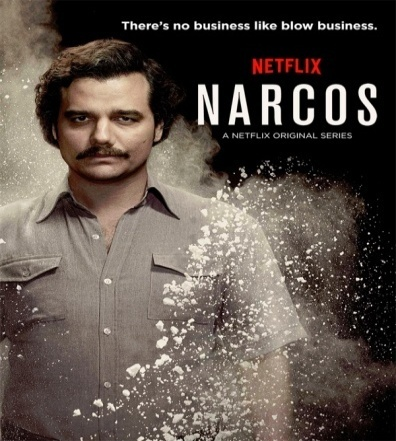 There's no business like blow business.
NETFLIX
NARCOS
A NETFLIX ORIGINAL SERIES